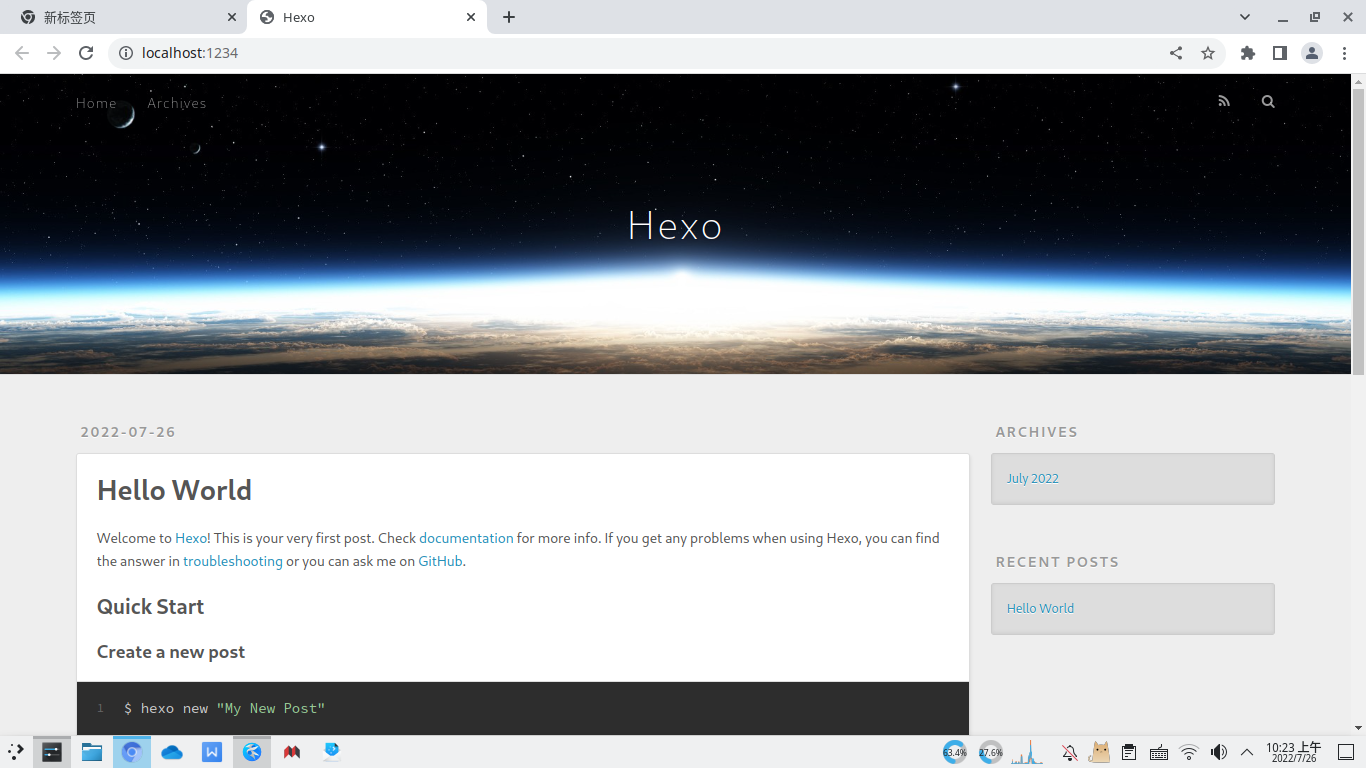 新标签页
Hexo
localhost:1234
Home Archives
Hexo
2022-07-26
Hello World
Welcome to Hexo! This is your very first post. Check documentation for more info. If you get any problems when using Hexo, you can find
the answer in troubleshooting or you can ask me on GitHub.
Quick Start
Create a new post
1 $ hexo new "My New Post"
ARCHIVES
July 2022
RECENT POSTS
Hello World
63.4% 27.6%
10:23 上午
2022/7/26